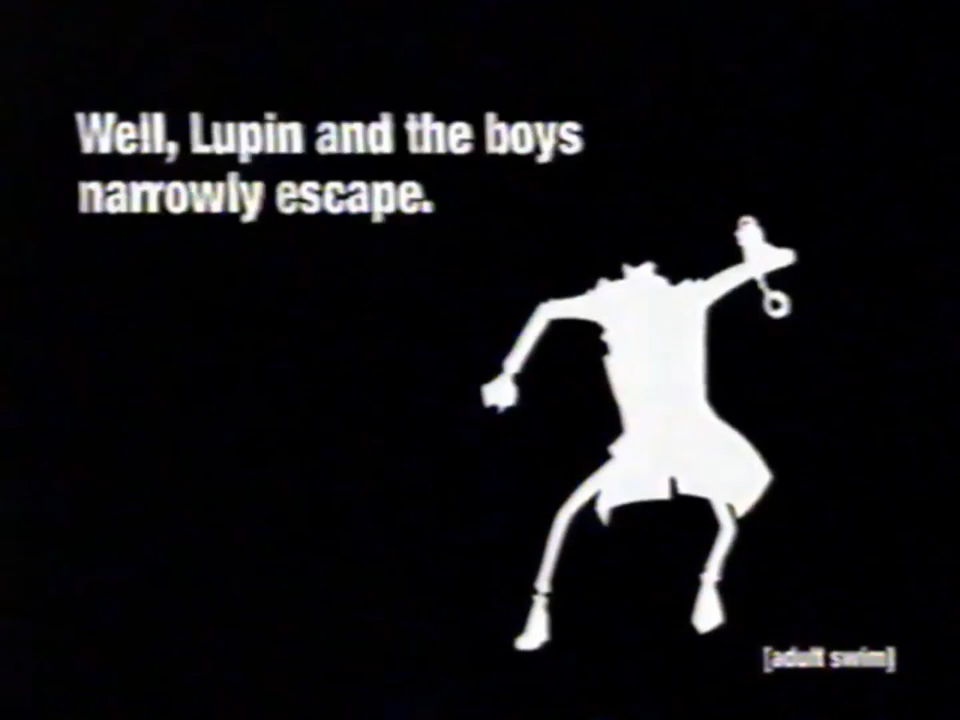 Well, Lupin and the boys
narrowly escape.
[adult swim]